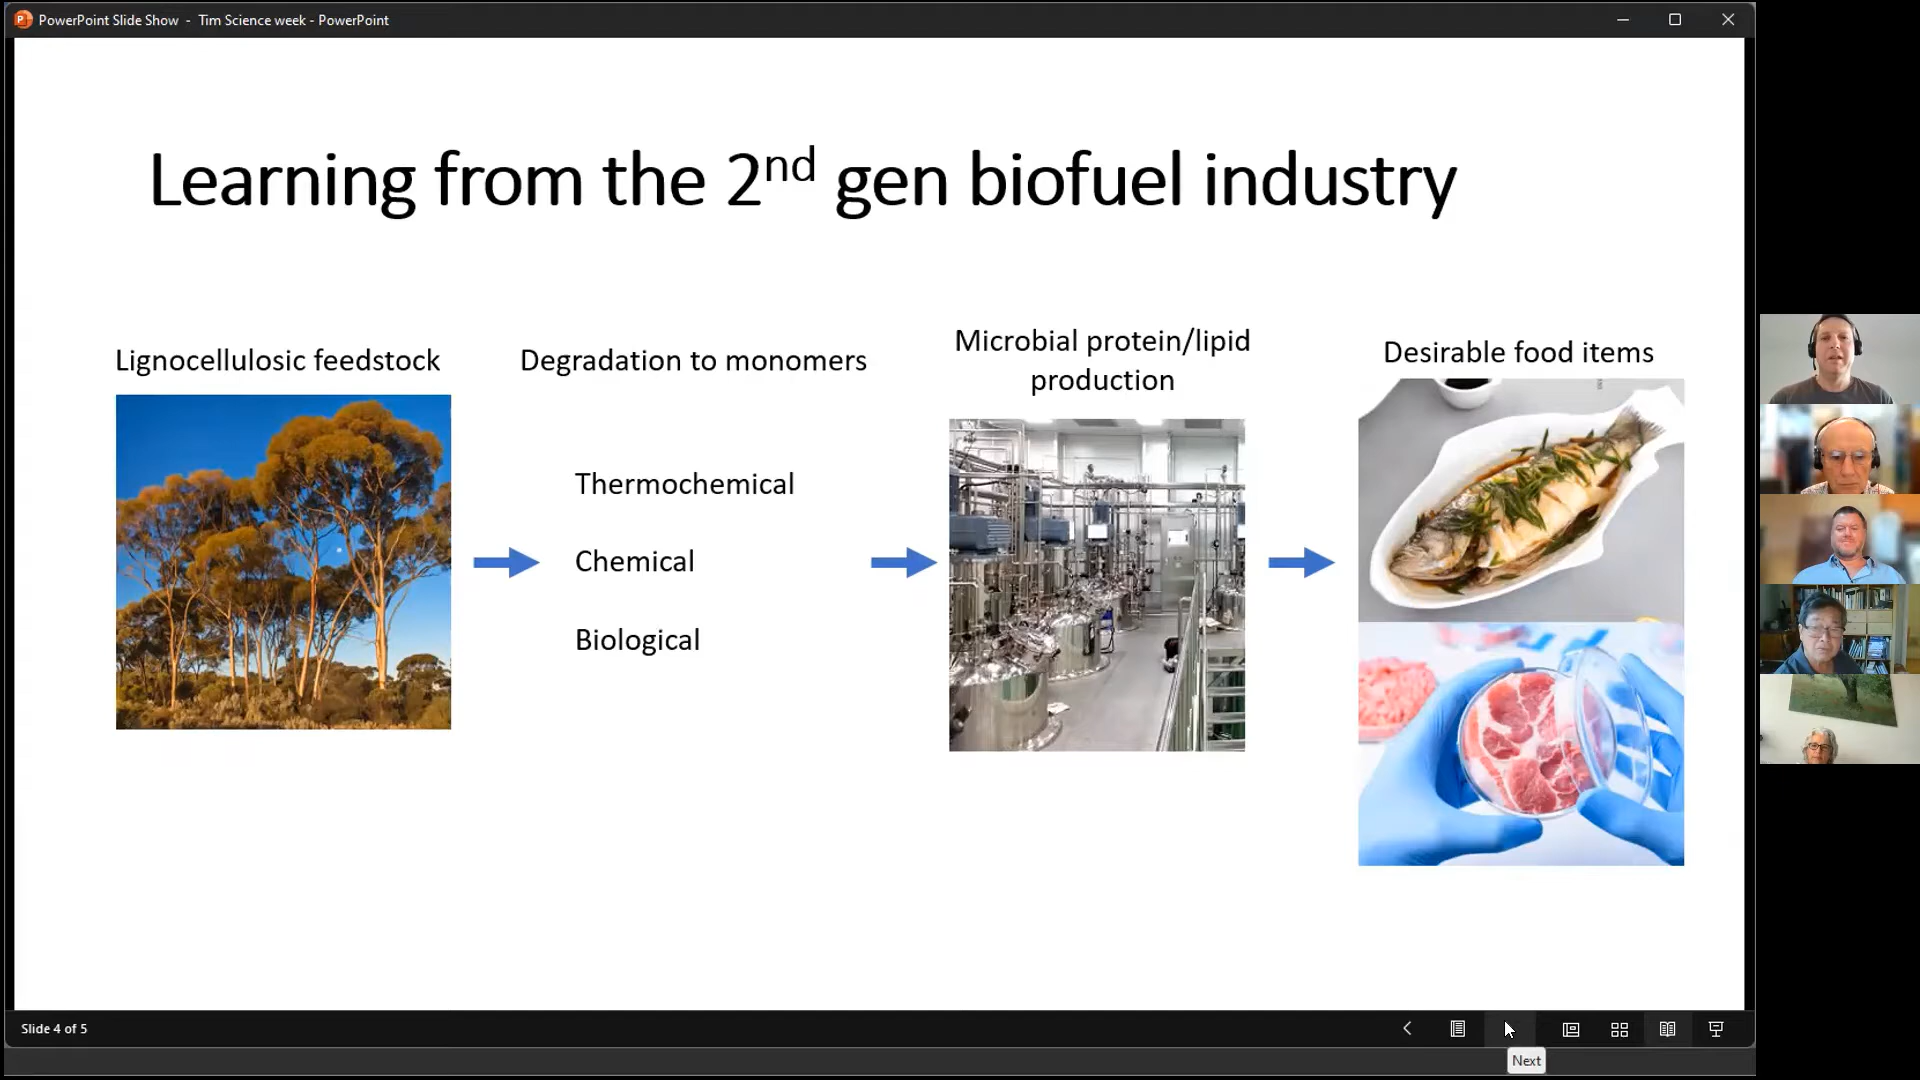 PowerPoint Slide Show - Tim Science week - PowerPoint
Learning from the 2nd gen biofuel industry
Lignocellulosic feedstock
Degradation to monomers
Thermochemical
Chemical
Biological
Microbial protein/lipid
production
Desirable food items
Slide 4 of 5
Next